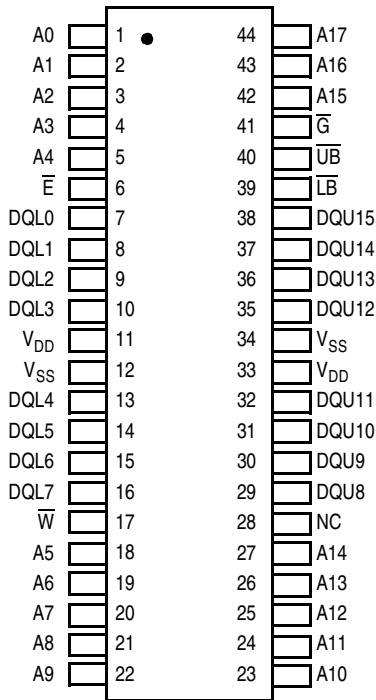 A0 1 44 A17
A1 2 43 A16
A2 3 42 A15
A3 4 41 G̅
A4 5 40 U̅B̅
E̅ 6 39 L̅B̅
DQL0 7 38 DQU15
DQL1 8 37 DQU14
DQL2 9 36 DQU13
DQL3 10 35 DQU12
VDD 11 34 VSS
VSS 12 33 VDD
DQL4 13 32 DQU11
DQL5 14 31 DQU10
DQL6 15 30 DQU9
DQL7 16 29 DQU8
W̅ 17 28 NC
A5 18 27 A14
A6 19 26 A13
A7 20 25 A12
A8 21 24 A11
A9 22 23 A10